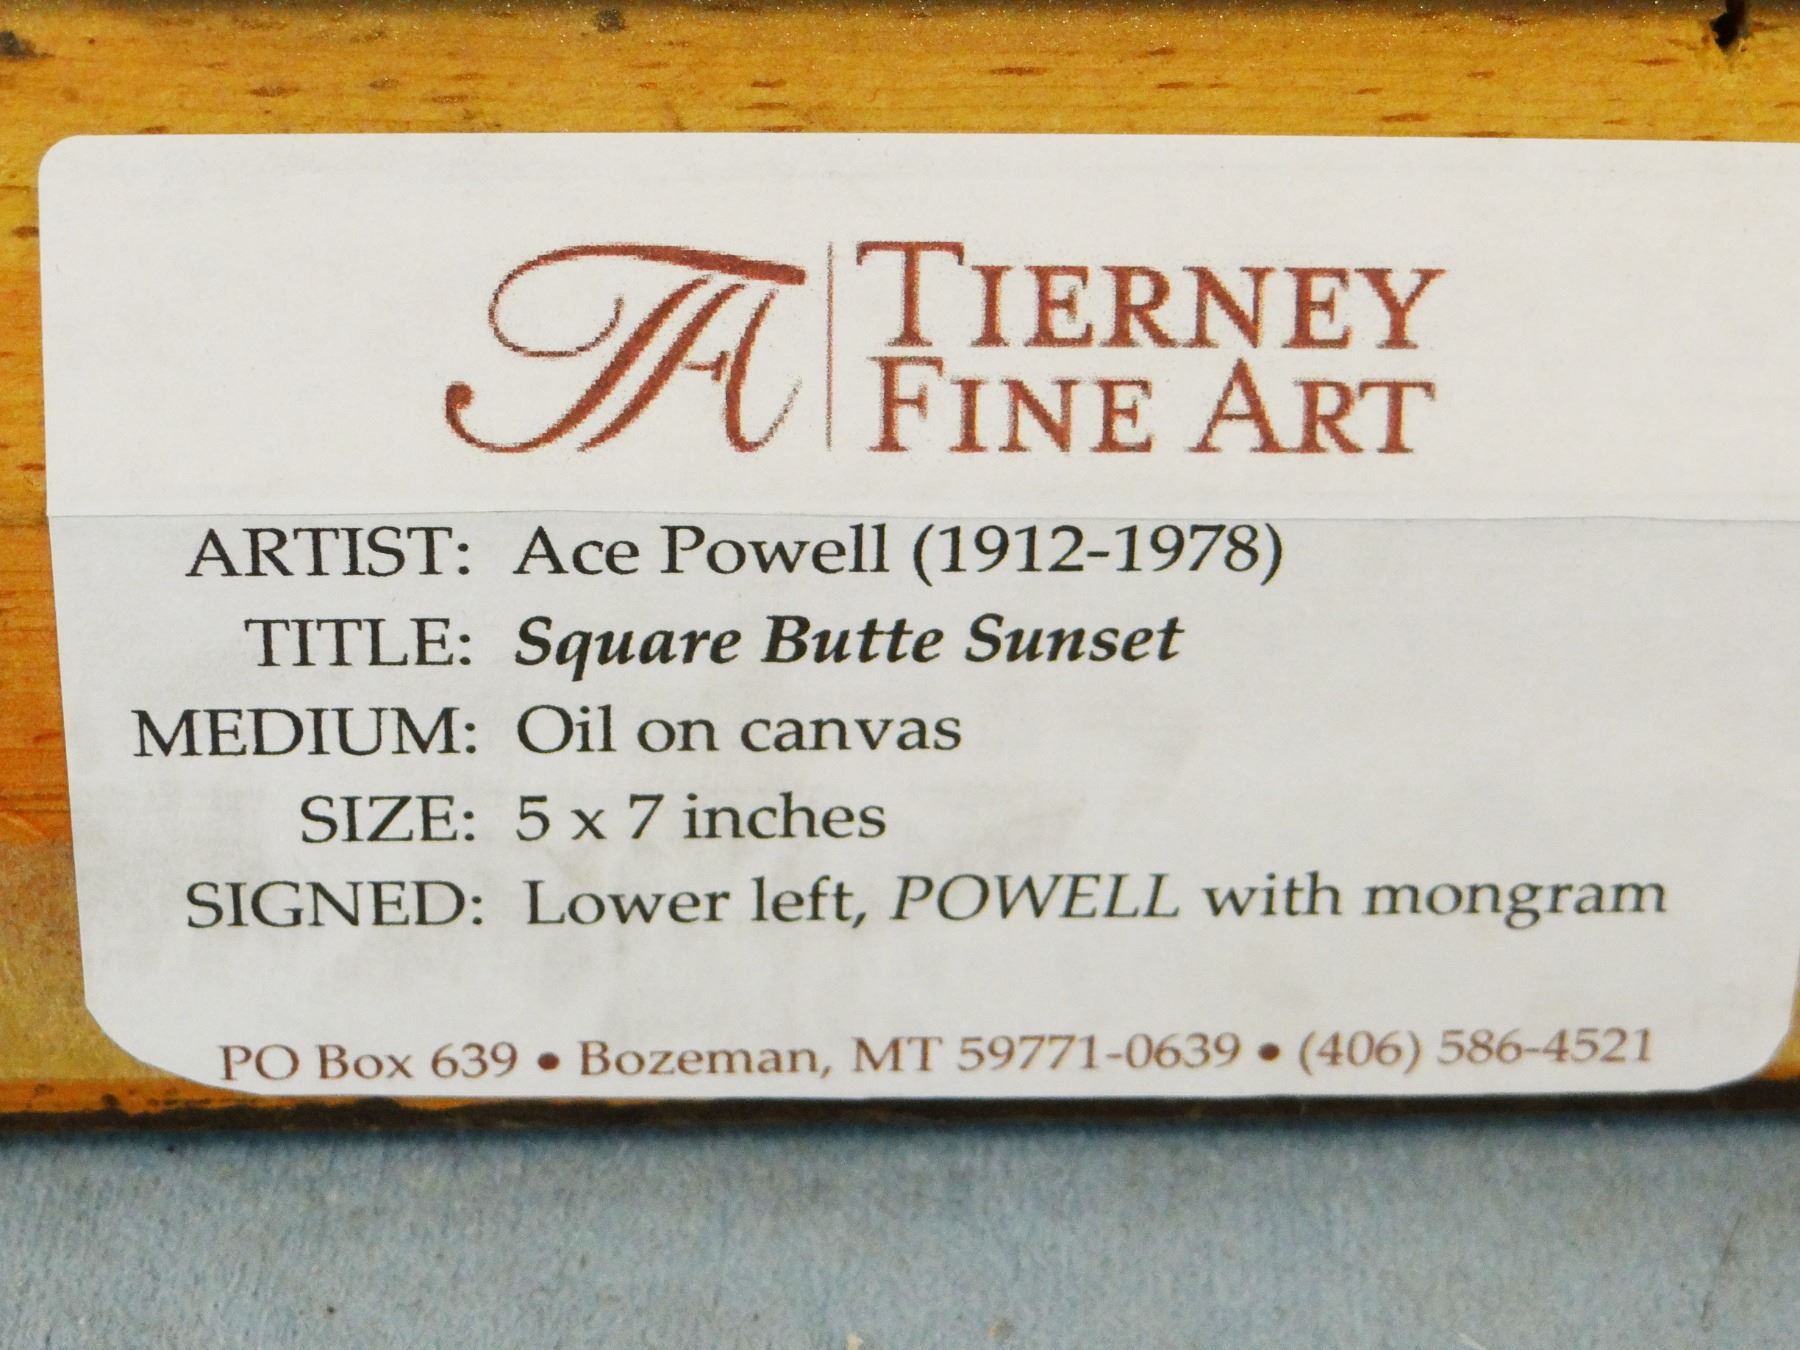 TFA
TIERNEY
FINE ART
ARTIST: Ace Powell (1912-1978)
TITLE: Square Butte Sunset
MEDIUM: Oil on canvas
SIZE: 5 x 7 inches
SIGNED: Lower left, POWELL with mongram
PO Box 639 • Bozeman, MT 59771-0639 • (406) 586-4521